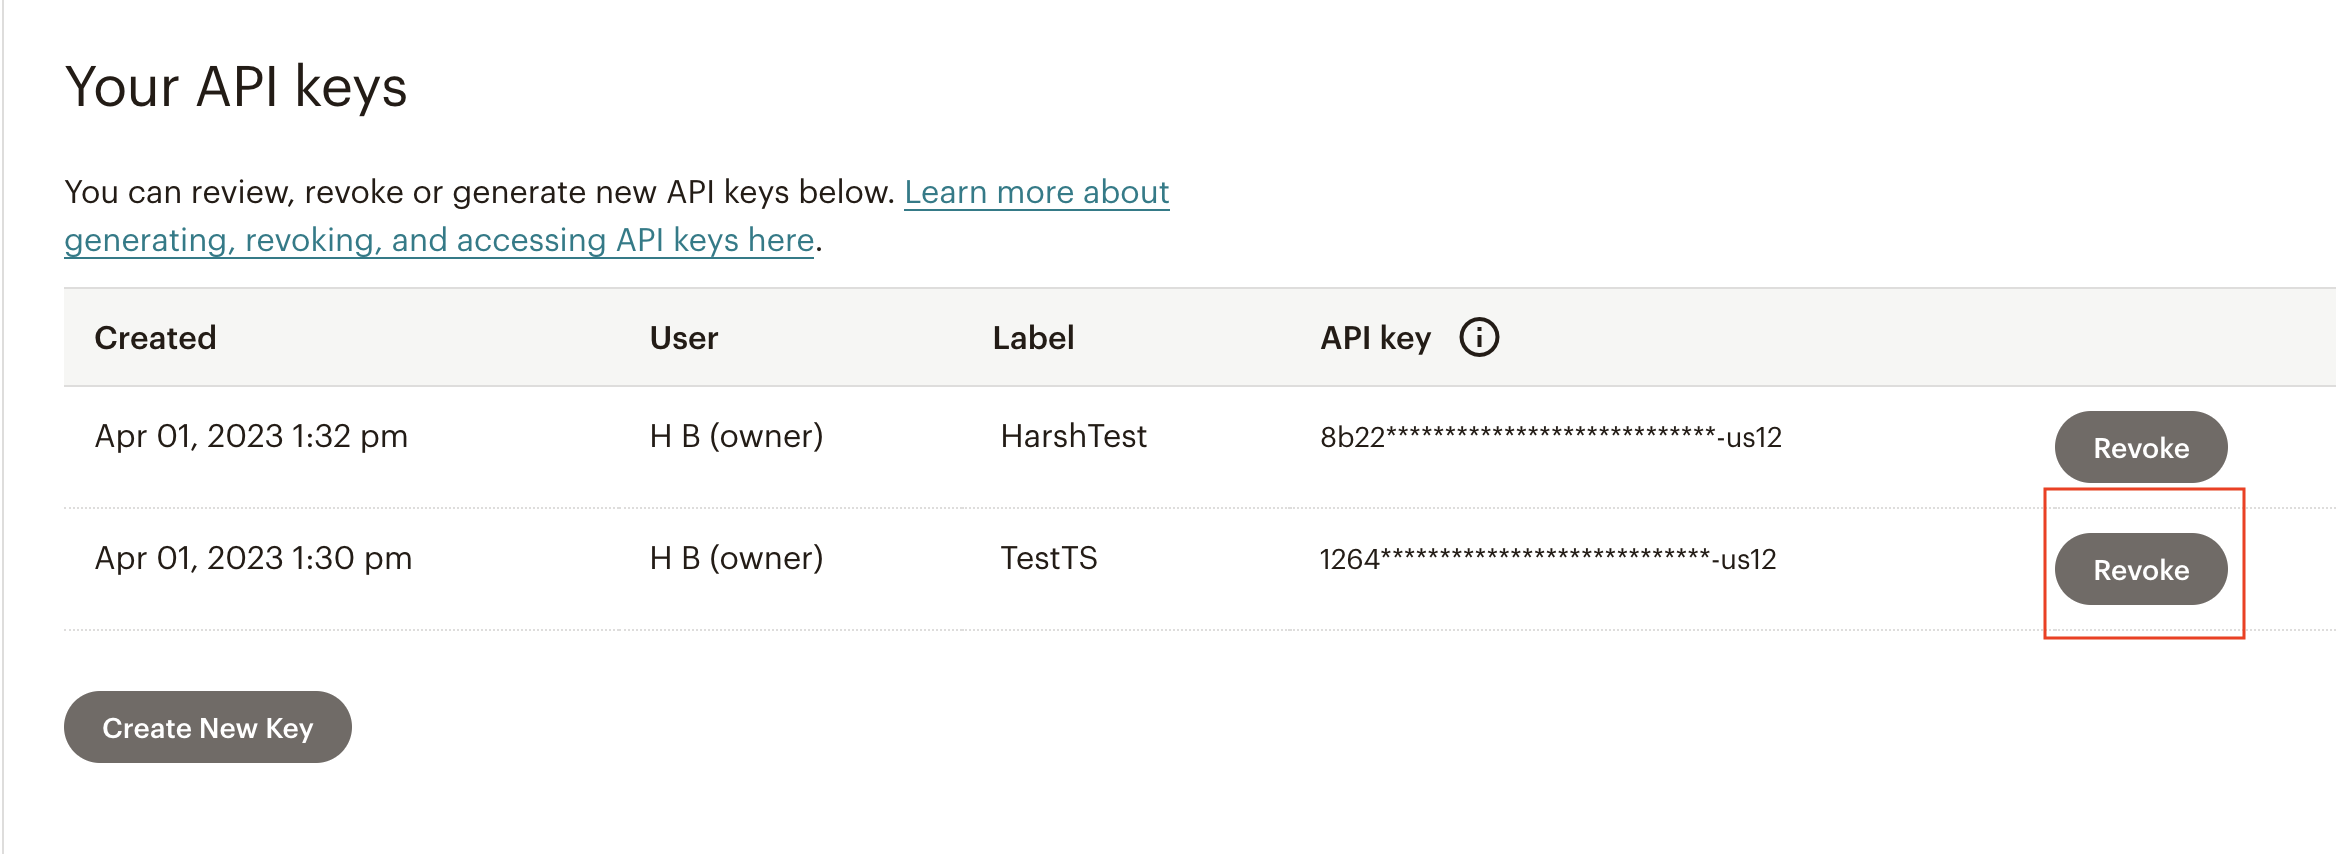 Your API keys
You can review, revoke or generate new API keys below. Learn more about
generating, revoking, and accessing API keys here.
Created User Label API key
Apr 01, 2023 1:32 pm H B (owner) HarshTest 8b22****************************-us12 Revoke
Apr 01, 2023 1:30 pm H B (owner) TestTS 1264****************************-us12 Revoke
Create New Key